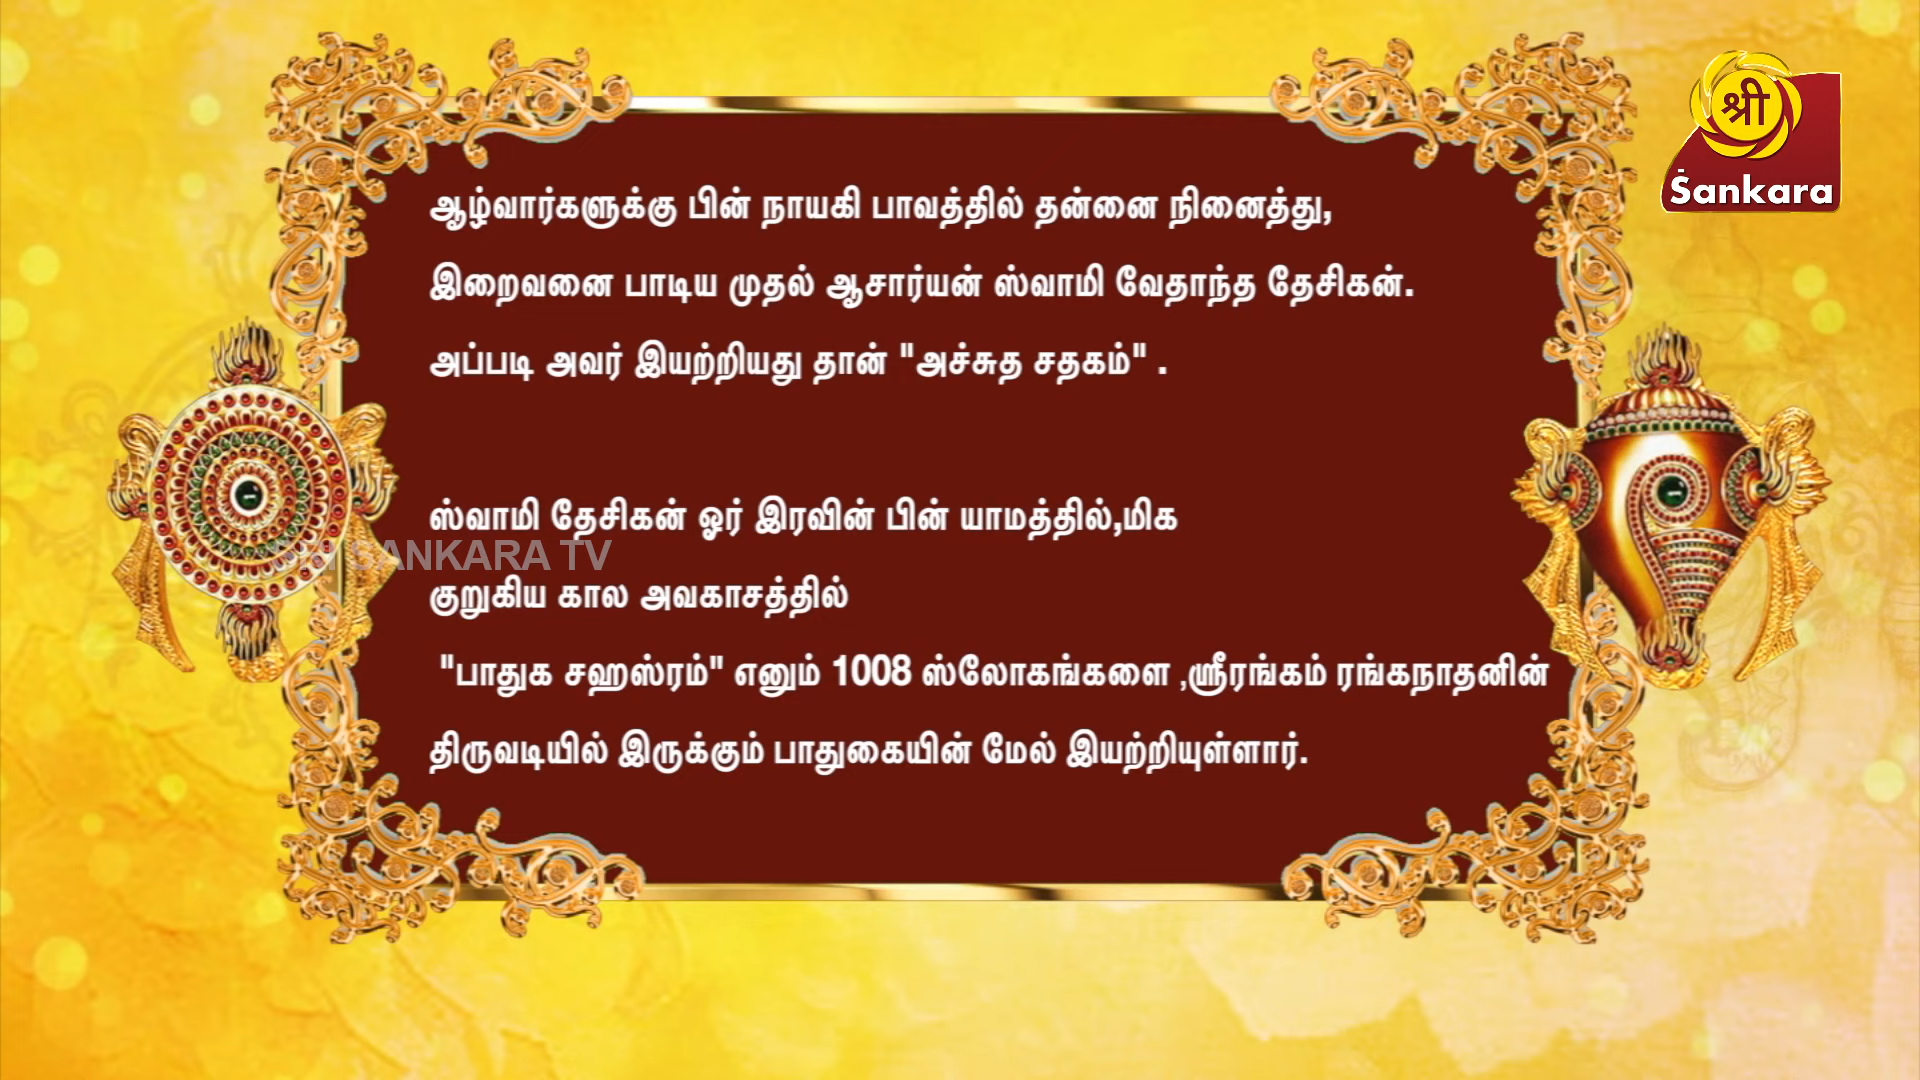 श्री
Sankara
ஆழ்வார்களுக்கு பின் நாயகி பாவத்தில் தன்னை நினைத்து,
இறைவனை பாடிய முதல் ஆசார்யன் ஸ்வாமி வேதாந்த தேசிகன்.
அப்படி அவர் இயற்றியது தான் "அச்சுத சதகம்" .
ஸ்வாமி தேசிகன் ஓர் இரவின் பின் யாமத்தில்,மிக
SRI SANKARA TV
குறுகிய கால அவகாசத்தில்
"பாதுக சஹஸ்ரம்" எனும் 1008 ஸ்லோகங்களை ,ஸ்ரீரங்கம் ரங்கநாதனின்
திருவடியில் இருக்கும் பாதுகையின் மேல் இயற்றியுள்ளார்.